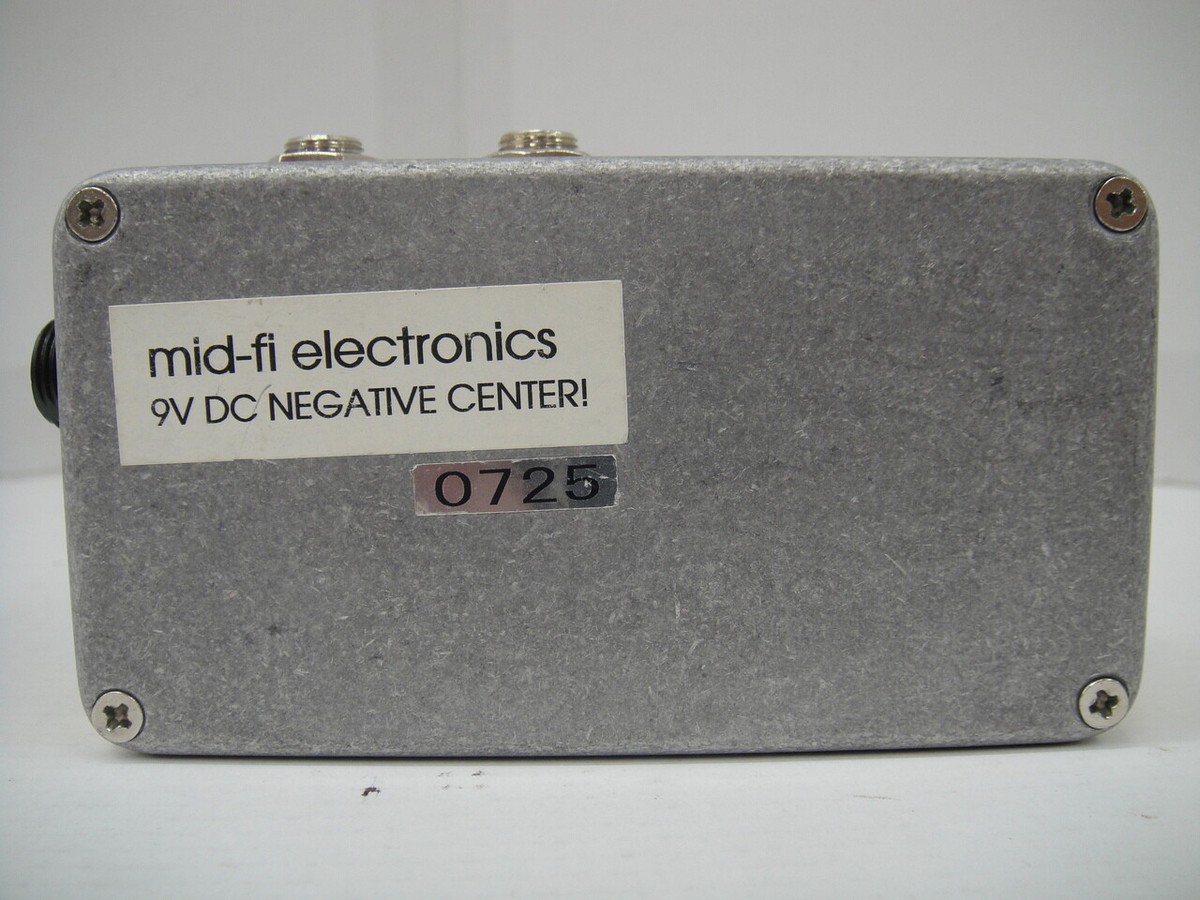 mid-fi electronics
9V DC NEGATIVE CENTER!
0725